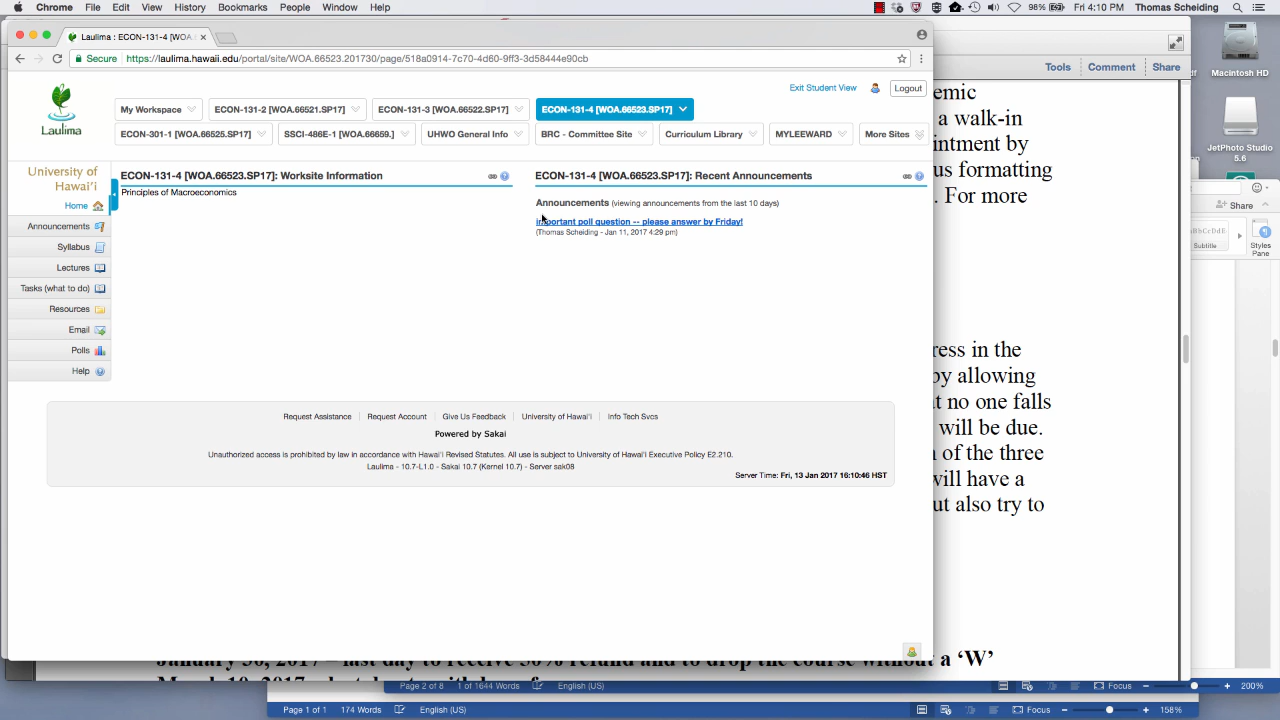 Chrome File Edit View History Bookmarks People Window Help 98% Fri 4:10 PM Thomas Scheiding
Laulima : ECON-131-4 [WOA.
Secure https://laulima.hawaii.edu/portal/site/WOA.66523.201730/page/518a0914-7c70-4d60-9ff3-3d58444e90cb
Exit Student View Logout
Laulima
My Workspace ECON-131-2 [WOA.66521.SP17] ECON-131-3 [WOA.66522.SP17] ECON-131-4 [WOA.66523.SP17]
ECON-301-1 [WOA.66525.SP17] SSCI-486E-1 [WOA.66659.] UHWO General Info BRC - Committee Site Curriculum Library MYLEEWARD More Sites
University of
Hawai'i
Home
Announcements
Syllabus
Lectures
Tasks (what to do)
Resources
Email
Polls
Help
ECON-131-4 [WOA.66523.SP17]: Worksite Information
Principles of Macroeconomics
ECON-131-4 [WOA.66523.SP17]: Recent Announcements
Announcements (viewing announcements from the last 10 days)
important poll question -- please answer by Friday!
(Thomas Scheiding - Jan 11, 2017 4:29 pm)
Request Assistance Request Account Give Us Feedback University of Hawai'i Info Tech Svcs
Powered by Sakai
Unauthorized access is prohibited by law in accordance with Hawai'i Revised Statutes. All use is subject to University of Hawai'i Executive Policy E2.210.
Laulima - 10.7-L1.0 - Sakai 10.7 (Kernel 10.7) - Server sak08
Server Time: Fri, 13 Jan 2017 16:10:46 HST
Tools Comment Share
emic
a walk-in
intment by
us formatting
. For more
ress in the
by allowing
at no one falls
will be due.
n of the three
will have a
but also try to
a 'W'
Macintosh HD
JetPhoto Studio
5.6
Share
Subtitle
Styles
Pane
Page 2 of 8 1 of 1644 Words English (US) Focus 200%
Page 1 of 1 174 Words English (US) Focus 158%